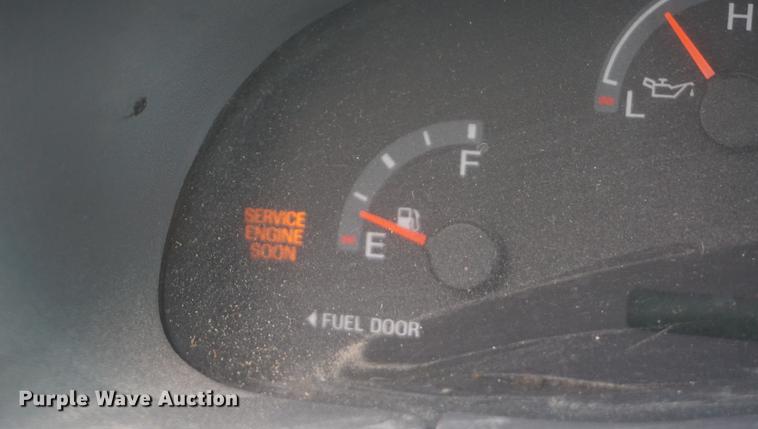 H
L
F
E
SERVICE
ENGINE
SOON
FUEL DOOR
Purple Wave Auction